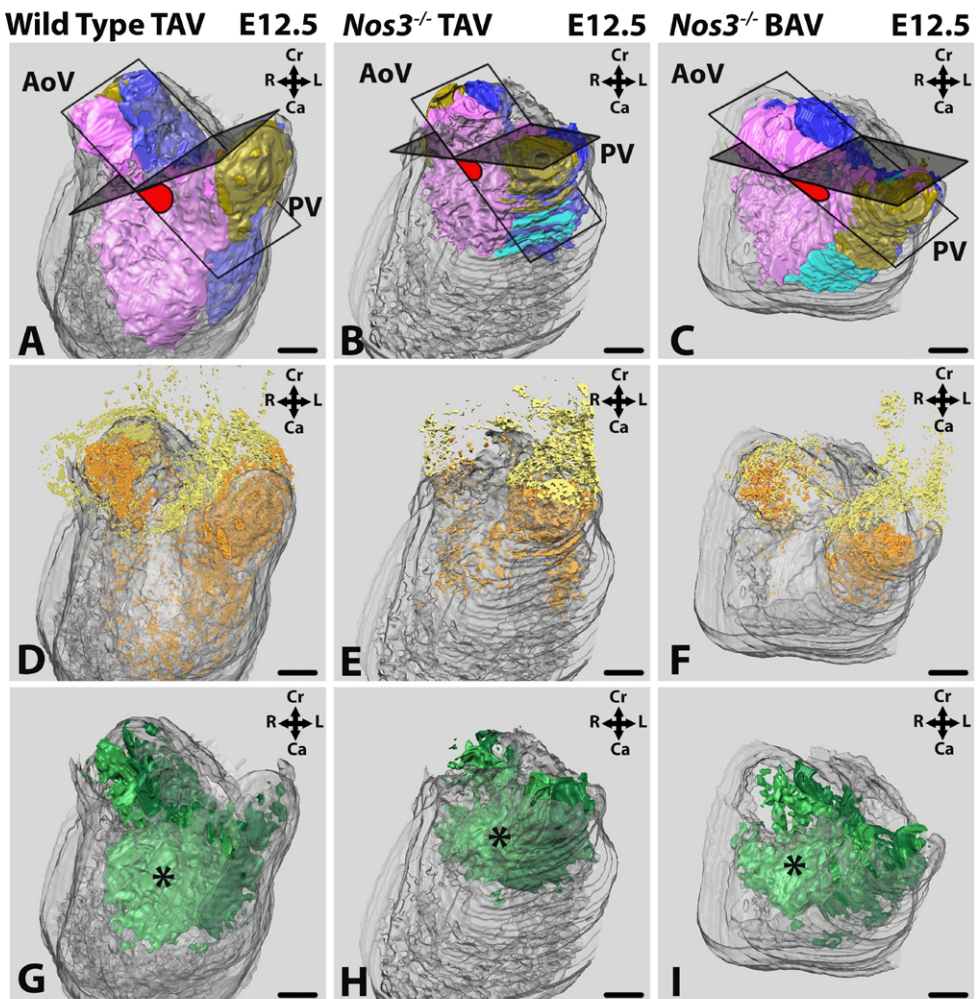 Wild Type TAV E12.5 Nos3-/- TAV E12.5 Nos3-/- BAV E12.5
AoV Cr AoV Cr AoV Cr
R L R L R L
Ca Ca Ca
PV PV PV
A B C
Cr Cr Cr
R L R L R L
Ca Ca Ca
D E F
Cr Cr Cr
R L R L R L
Ca Ca Ca
* * *
G H I